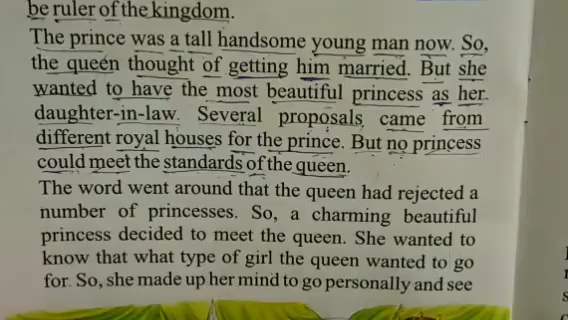 be ruler of the kingdom.
The prince was a tall handsome young man now. So,
the queen thought of getting him married. But she
wanted to have the most beautiful princess as her
daughter-in-law. Several proposals came from
different royal houses for the prince. But no princess
could meet the standards of the queen.
The word went around that the queen had rejected a
number of princesses. So, a charming beautiful
princess decided to meet the queen. She wanted to
know that what type of girl the queen wanted to go
for. So, she made up her mind to go personally and see